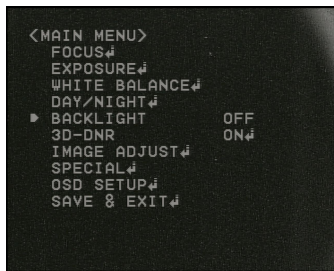 <MAIN MENU>
FOCUS↲
EXPOSURE↲
WHITE BALANCE↲
DAY/NIGHT↲
BACKLIGHT OFF
3D-DNR ON↲
IMAGE ADJUST↲
SPECIAL↲
OSD SETUP↲
SAVE & EXIT↲